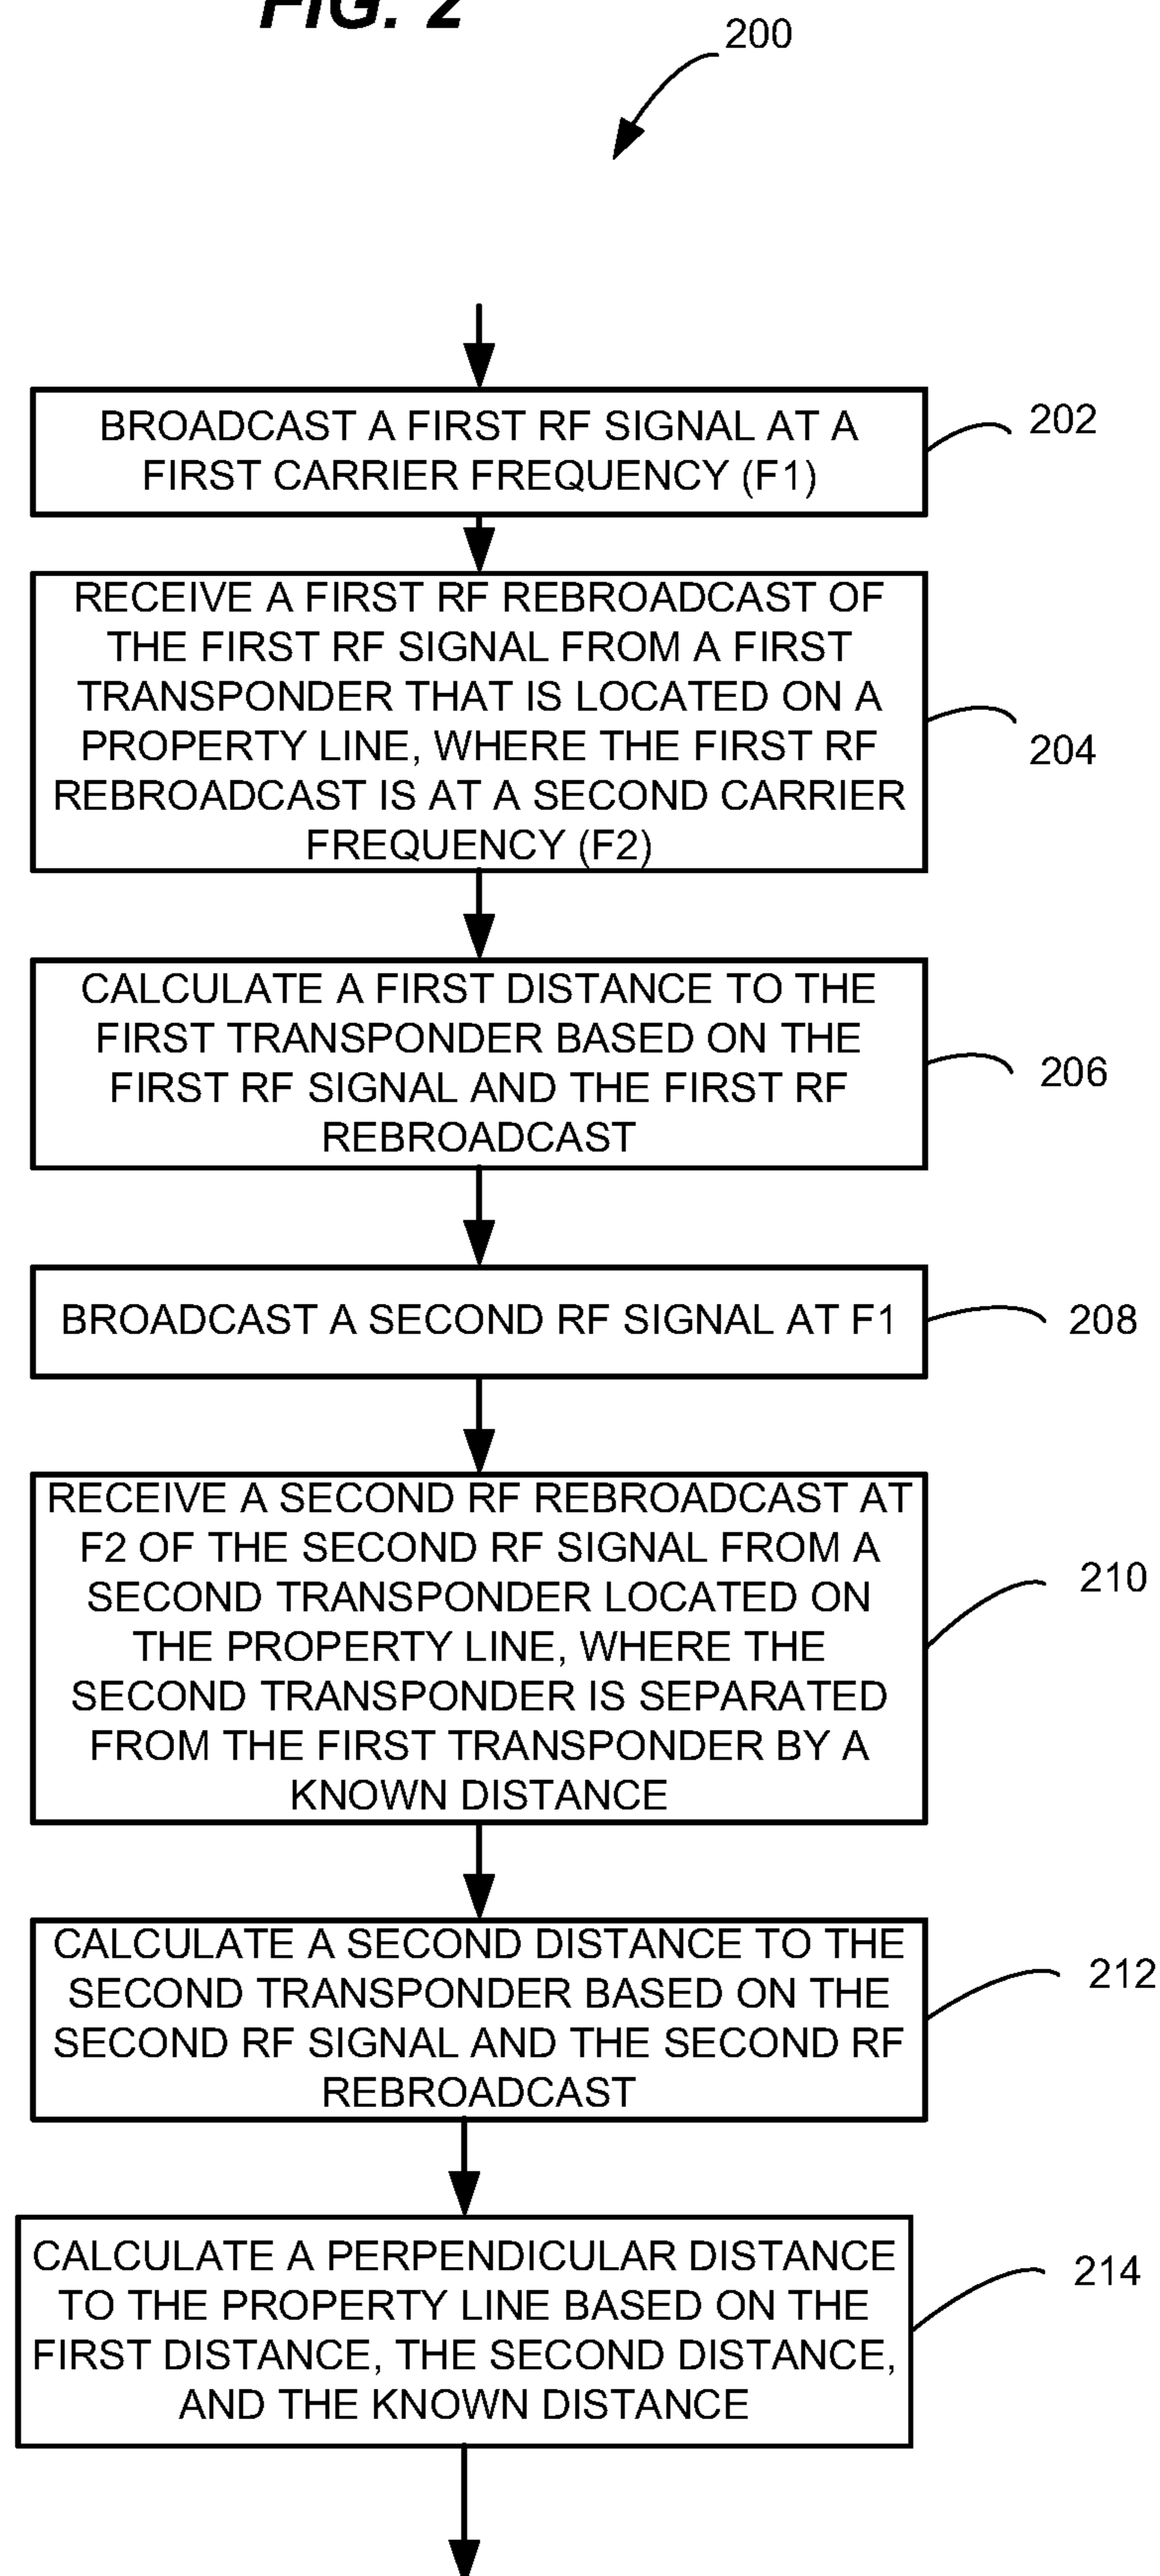 FIG. 2
200
BROADCAST A FIRST RF SIGNAL AT A
FIRST CARRIER FREQUENCY (F1)
202
RECEIVE A FIRST RF REBROADCAST OF
THE FIRST RF SIGNAL FROM A FIRST
TRANSPONDER THAT IS LOCATED ON A
PROPERTY LINE, WHERE THE FIRST RF
REBROADCAST IS AT A SECOND CARRIER
FREQUENCY (F2)
204
CALCULATE A FIRST DISTANCE TO THE
FIRST TRANSPONDER BASED ON THE
FIRST RF SIGNAL AND THE FIRST RF
REBROADCAST
206
BROADCAST A SECOND RF SIGNAL AT F1
208
RECEIVE A SECOND RF REBROADCAST AT
F2 OF THE SECOND RF SIGNAL FROM A
SECOND TRANSPONDER LOCATED ON
THE PROPERTY LINE, WHERE THE
SECOND TRANSPONDER IS SEPARATED
FROM THE FIRST TRANSPONDER BY A
KNOWN DISTANCE
210
CALCULATE A SECOND DISTANCE TO THE
SECOND TRANSPONDER BASED ON THE
SECOND RF SIGNAL AND THE SECOND RF
REBROADCAST
212
CALCULATE A PERPENDICULAR DISTANCE
TO THE PROPERTY LINE BASED ON THE
FIRST DISTANCE, THE SECOND DISTANCE,
AND THE KNOWN DISTANCE
214